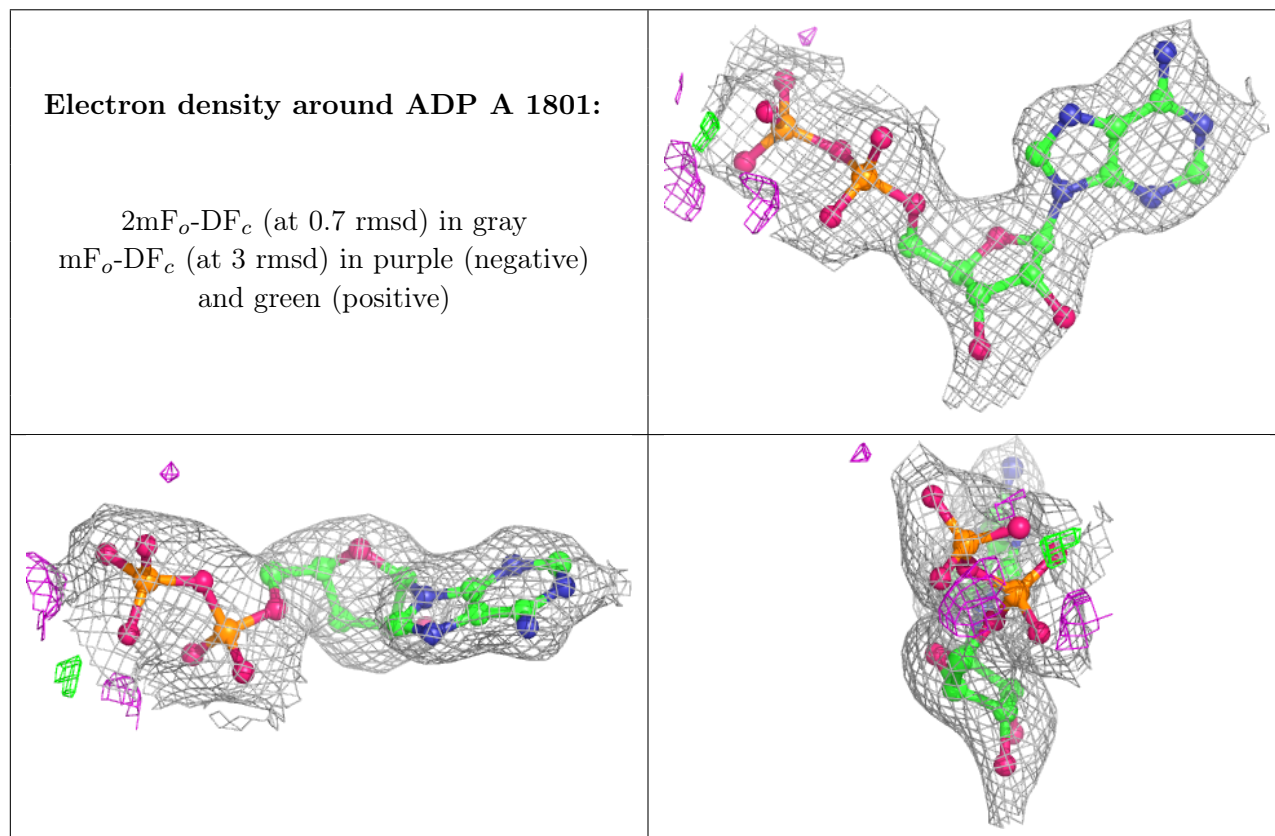 Electron density around ADP A 1801:
2mFo-DFc (at 0.7 rmsd) in gray
mFo-DFc (at 3 rmsd) in purple (negative)
and green (positive)